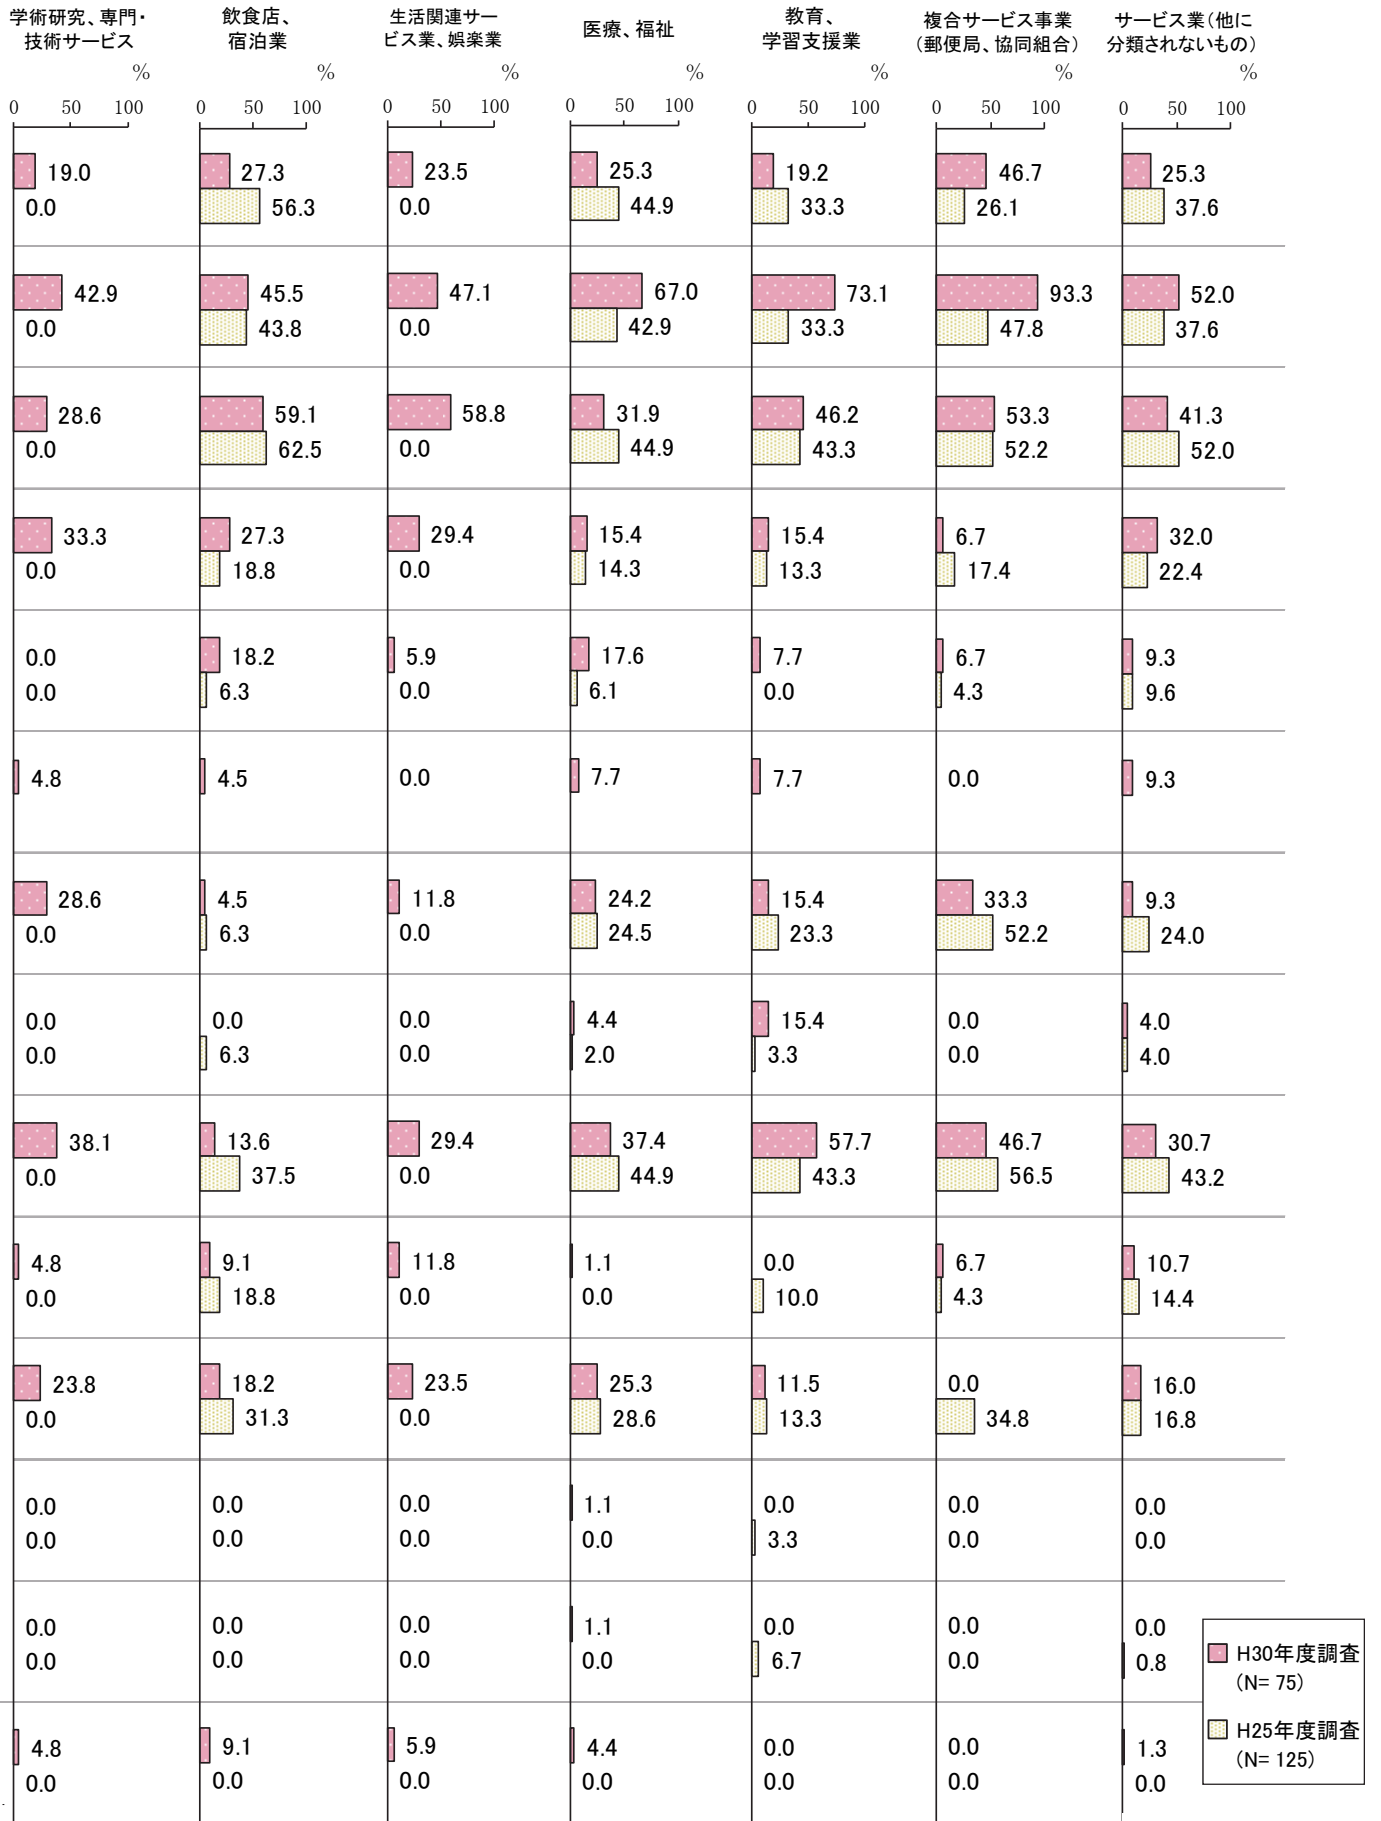 学術研究、専門・
技術サービス
飲食店、
宿泊業
生活関連サー
ビス業、娯楽業
医療、福祉
教育、
学習支援業
複合サービス事業
（郵便局、協同組合）
サービス業（他に
分類されないもの）
% % % % % % %
0 50 100 0 50 100 0 50 100 0 50 100 0 50 100 0 50 100 0 50 100
19.0 27.3 23.5 25.3 19.2 46.7 25.3
0.0 56.3 0.0 44.9 33.3 26.1 37.6
42.9 45.5 47.1 67.0 73.1 93.3 52.0
0.0 43.8 0.0 42.9 33.3 47.8 37.6
28.6 59.1 58.8 31.9 46.2 53.3 41.3
0.0 62.5 0.0 44.9 43.3 52.2 52.0
33.3 27.3 29.4 15.4 15.4 6.7 32.0
0.0 18.8 0.0 14.3 13.3 17.4 22.4
0.0 18.2 5.9 17.6 7.7 6.7 9.3
0.0 6.3 0.0 6.1 0.0 4.3 9.6
4.8 4.5 0.0 7.7 7.7 0.0 9.3
28.6 4.5 11.8 24.2 15.4 33.3 9.3
0.0 6.3 0.0 24.5 23.3 52.2 24.0
0.0 0.0 0.0 4.4 15.4 0.0 4.0
0.0 6.3 0.0 2.0 3.3 0.0 4.0
38.1 13.6 29.4 37.4 57.7 46.7 30.7
0.0 37.5 0.0 44.9 43.3 56.5 43.2
4.8 9.1 11.8 1.1 0.0 6.7 10.7
0.0 18.8 0.0 0.0 10.0 4.3 14.4
23.8 18.2 23.5 25.3 11.5 0.0 16.0
0.0 31.3 0.0 28.6 13.3 34.8 16.8
0.0 0.0 0.0 1.1 0.0 0.0 0.0
0.0 0.0 0.0 0.0 3.3 0.0 0.0
0.0 0.0 0.0 1.1 0.0 0.0 0.0
0.0 0.0 0.0 0.0 6.7 0.0 0.8
4.8 9.1 5.9 4.4 0.0 0.0 1.3
0.0 0.0 0.0 0.0 0.0 0.0 0.0
H30年度調査
（N= 75）
H25年度調査
（N= 125）